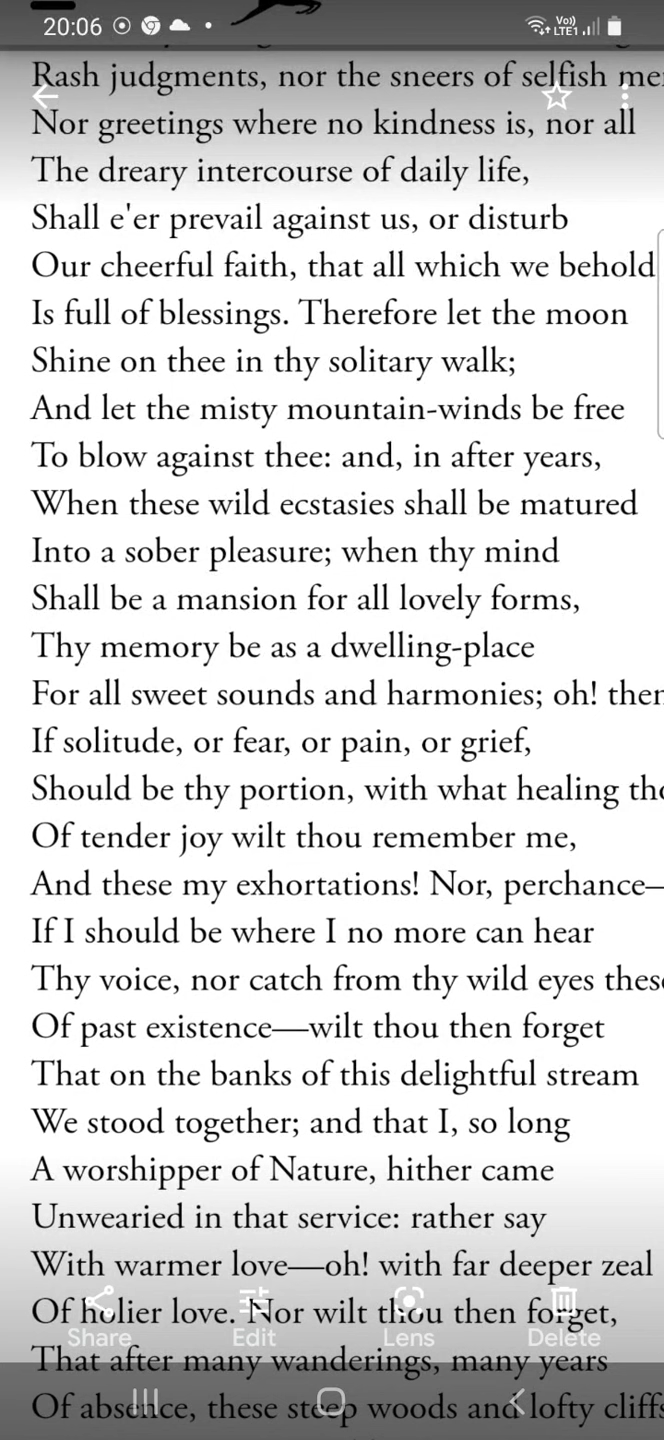 20:06
Vo)) LTE1
Rash judgments, nor the sneers of selfish me
Nor greetings where no kindness is, nor all
The dreary intercourse of daily life,
Shall e'er prevail against us, or disturb
Our cheerful faith, that all which we behold
Is full of blessings. Therefore let the moon
Shine on thee in thy solitary walk;
And let the misty mountain-winds be free
To blow against thee: and, in after years,
When these wild ecstasies shall be matured
Into a sober pleasure; when thy mind
Shall be a mansion for all lovely forms,
Thy memory be as a dwelling-place
For all sweet sounds and harmonies; oh! then
If solitude, or fear, or pain, or grief,
Should be thy portion, with what healing tho
Of tender joy wilt thou remember me,
And these my exhortations! Nor, perchance—
If I should be where I no more can hear
Thy voice, nor catch from thy wild eyes these
Of past existence—wilt thou then forget
That on the banks of this delightful stream
We stood together; and that I, so long
A worshipper of Nature, hither came
Unwearied in that service: rather say
With warmer love—oh! with far deeper zeal
Of holier love. Nor wilt thou then forget,
Share Edit Lens Delete
That after many wanderings, many years
Of absence, these steep woods and lofty cliffs